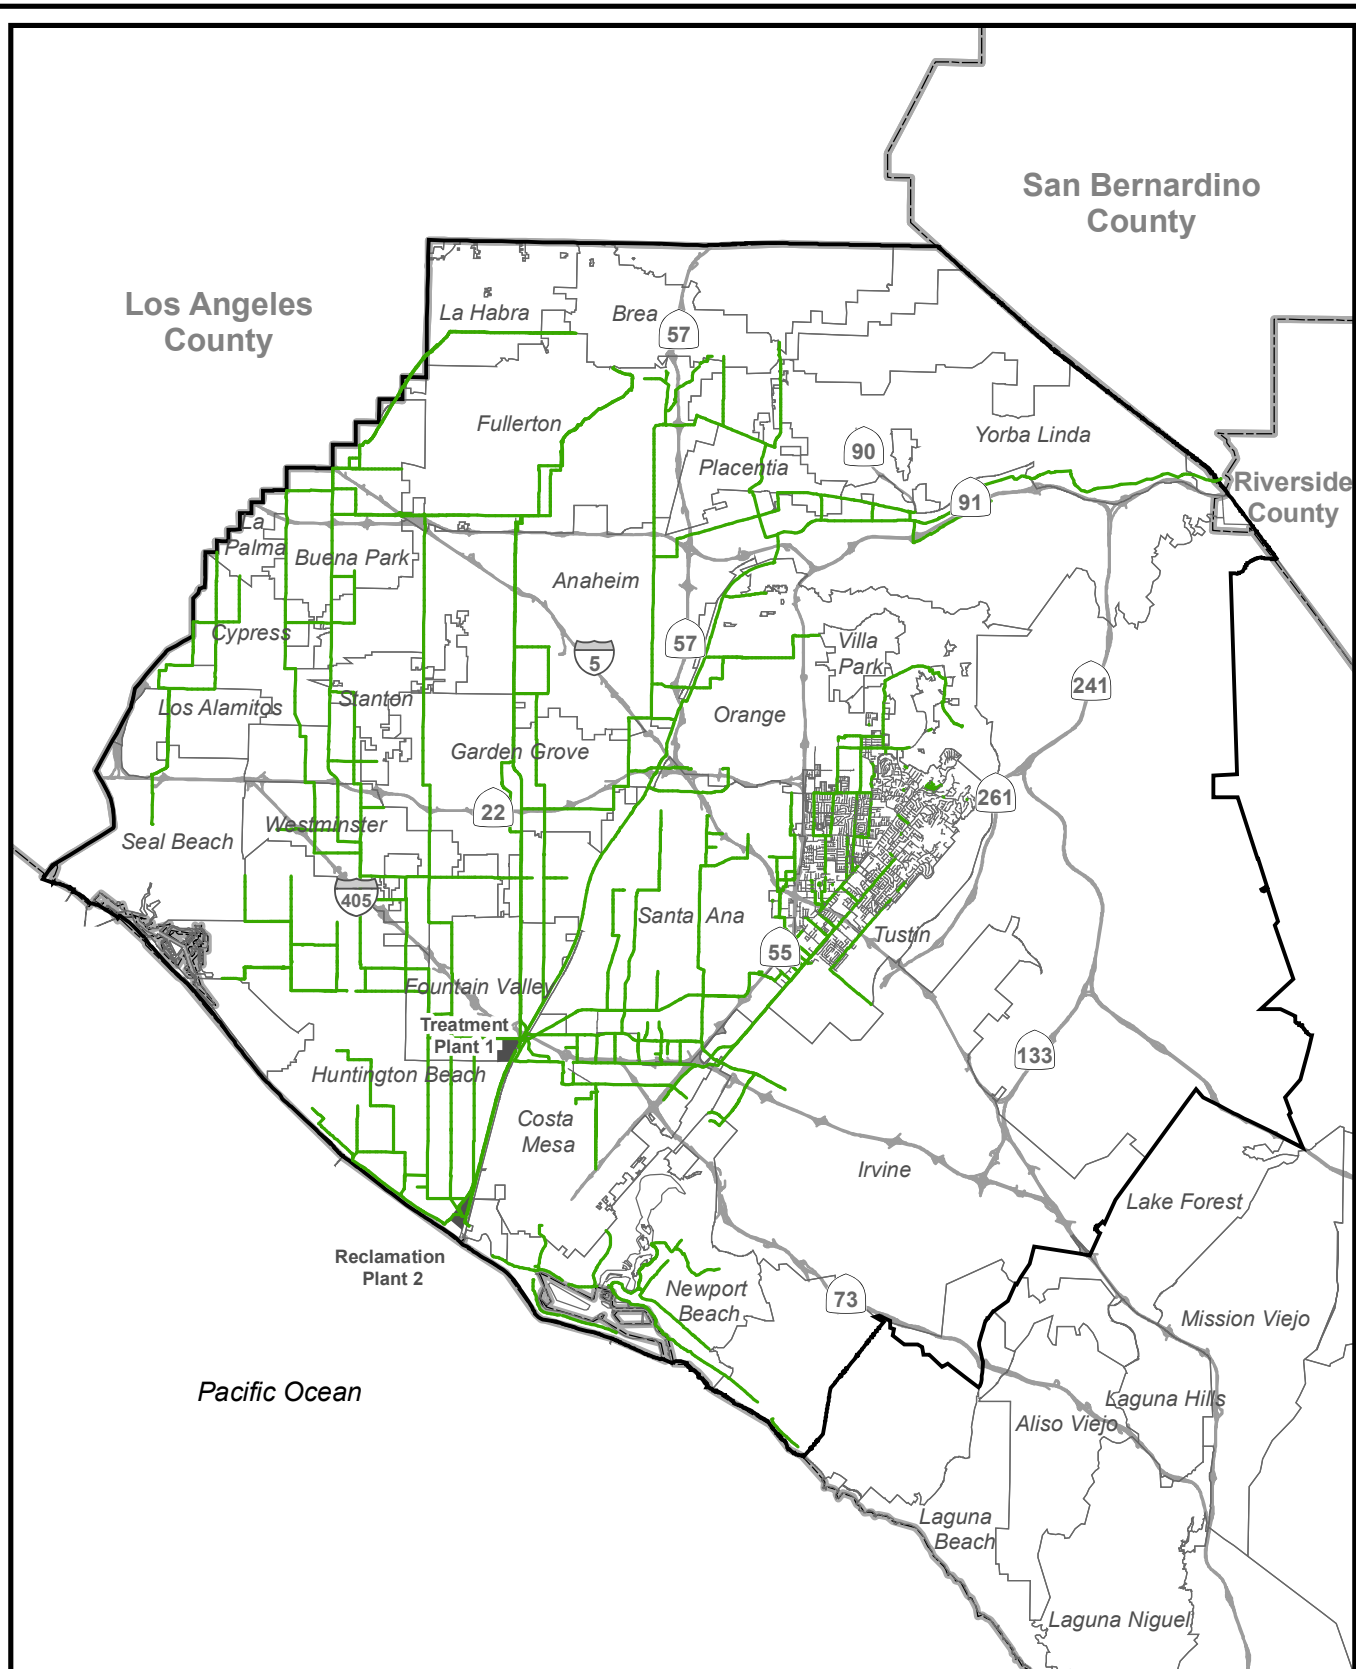 San Bernardino
County
Los Angeles
County
La Habra
Brea
57
Fullerton
Yorba Linda
90
Placentia
91
Riverside
County
La
Palma
Buena Park
Anaheim
Cypress
57
Villa
Park
5
241
Los Alamitos
Stanton
Orange
Garden Grove
261
22
Westminster
Seal Beach
405
Santa Ana
Tustin
55
Fountain Valley
Treatment
Plant 1
133
Huntington Beach
Costa
Mesa
Irvine
Lake Forest
Reclamation
Plant 2
Newport
Beach
73
Mission Viejo
Pacific Ocean
Laguna Hills
Aliso Viejo
Laguna
Beach
Laguna Niguel